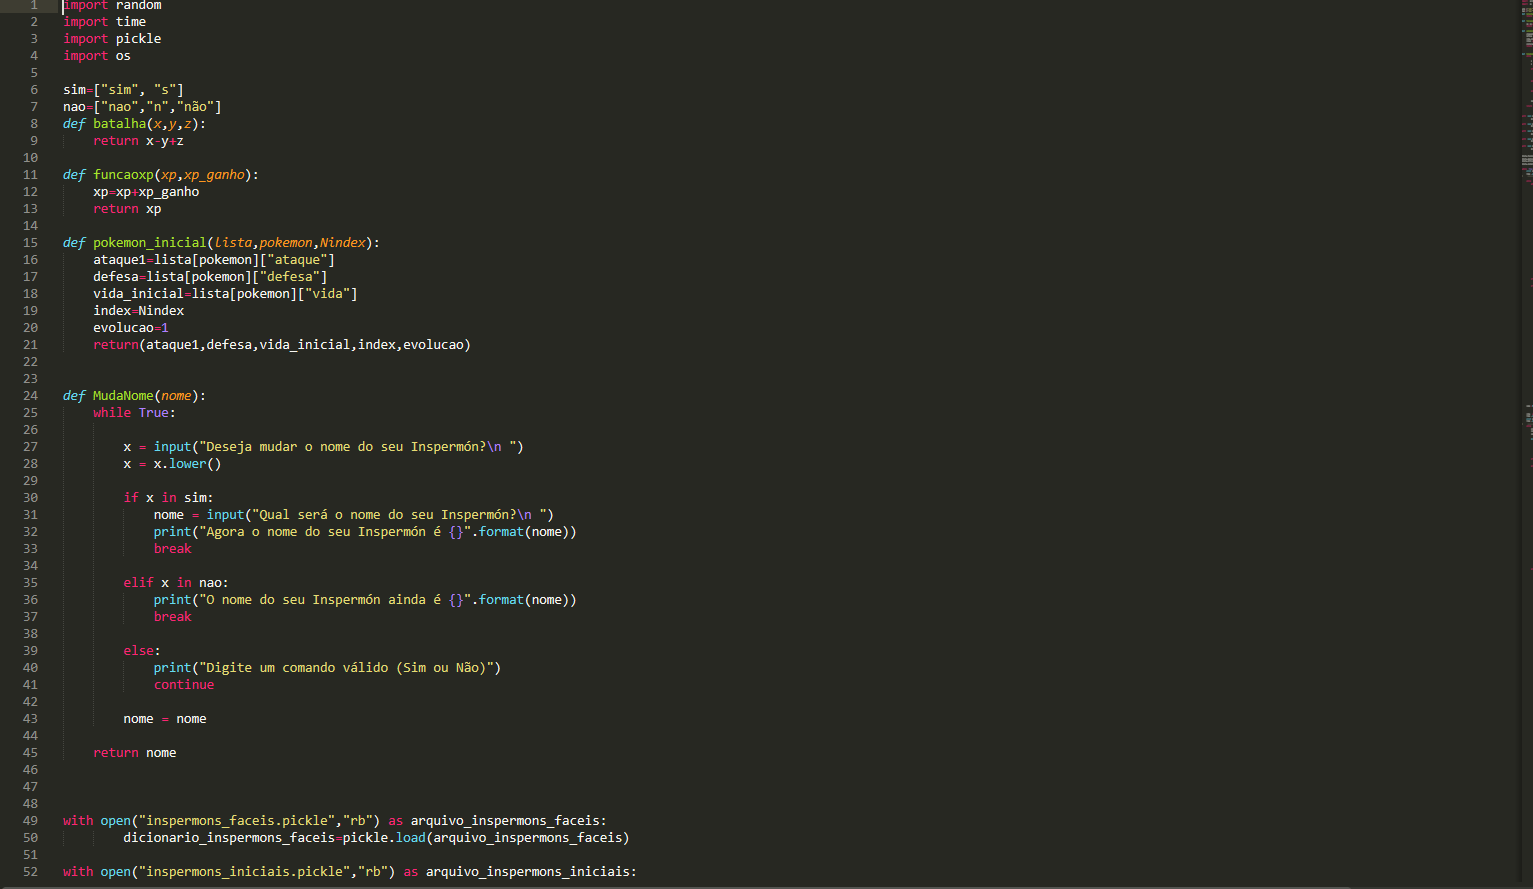 1 import random
2 import time
3 import pickle
4 import os
5
6 sim=["sim", "s"]
7 nao=["nao","n","não"]
8 def batalha(x,y,z):
9     return x-y+z
10
11 def funcaoxp(xp,xp_ganho):
12     xp=xp+xp_ganho
13     return xp
14
15 def pokemon_inicial(lista,pokemon,Nindex):
16     ataque1=lista[pokemon]["ataque"]
17     defesa=lista[pokemon]["defesa"]
18     vida_inicial=lista[pokemon]["vida"]
19     index=Nindex
20     evolucao=1
21     return(ataque1,defesa,vida_inicial,index,evolucao)
22
23
24 def MudaNome(nome):
25     while True:
26
27         x = input("Deseja mudar o nome do seu Inspermón?\n ")
28         x = x.lower()
29
30         if x in sim:
31             nome = input("Qual será o nome do seu Inspermón?\n ")
32             print("Agora o nome do seu Inspermón é {}".format(nome))
33             break
34
35         elif x in nao:
36             print("O nome do seu Inspermón ainda é {}".format(nome))
37             break
38
39         else:
40             print("Digite um comando válido (Sim ou Não)")
41             continue
42
43         nome = nome
44
45     return nome
46
47
48
49 with open("inspermons_faceis.pickle","rb") as arquivo_inspermons_faceis:
50         dicionario_inspermons_faceis=pickle.load(arquivo_inspermons_faceis)
51
52 with open("inspermons_iniciais.pickle","rb") as arquivo_inspermons_iniciais: